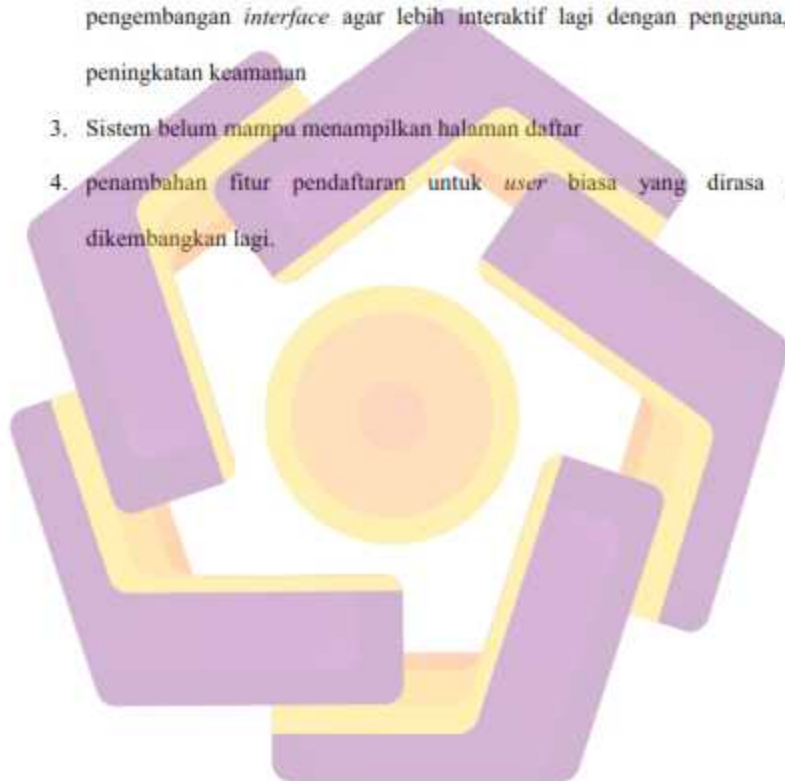 pengembangan interface agar lebih interaktif lagi dengan pengguna,
peningkatan keamanan
3. Sistem belum mampu menampilkan halaman daftar
4. penambahan fitur pendaftaran untuk user biasa yang dirasa
dikembangkan lagi.